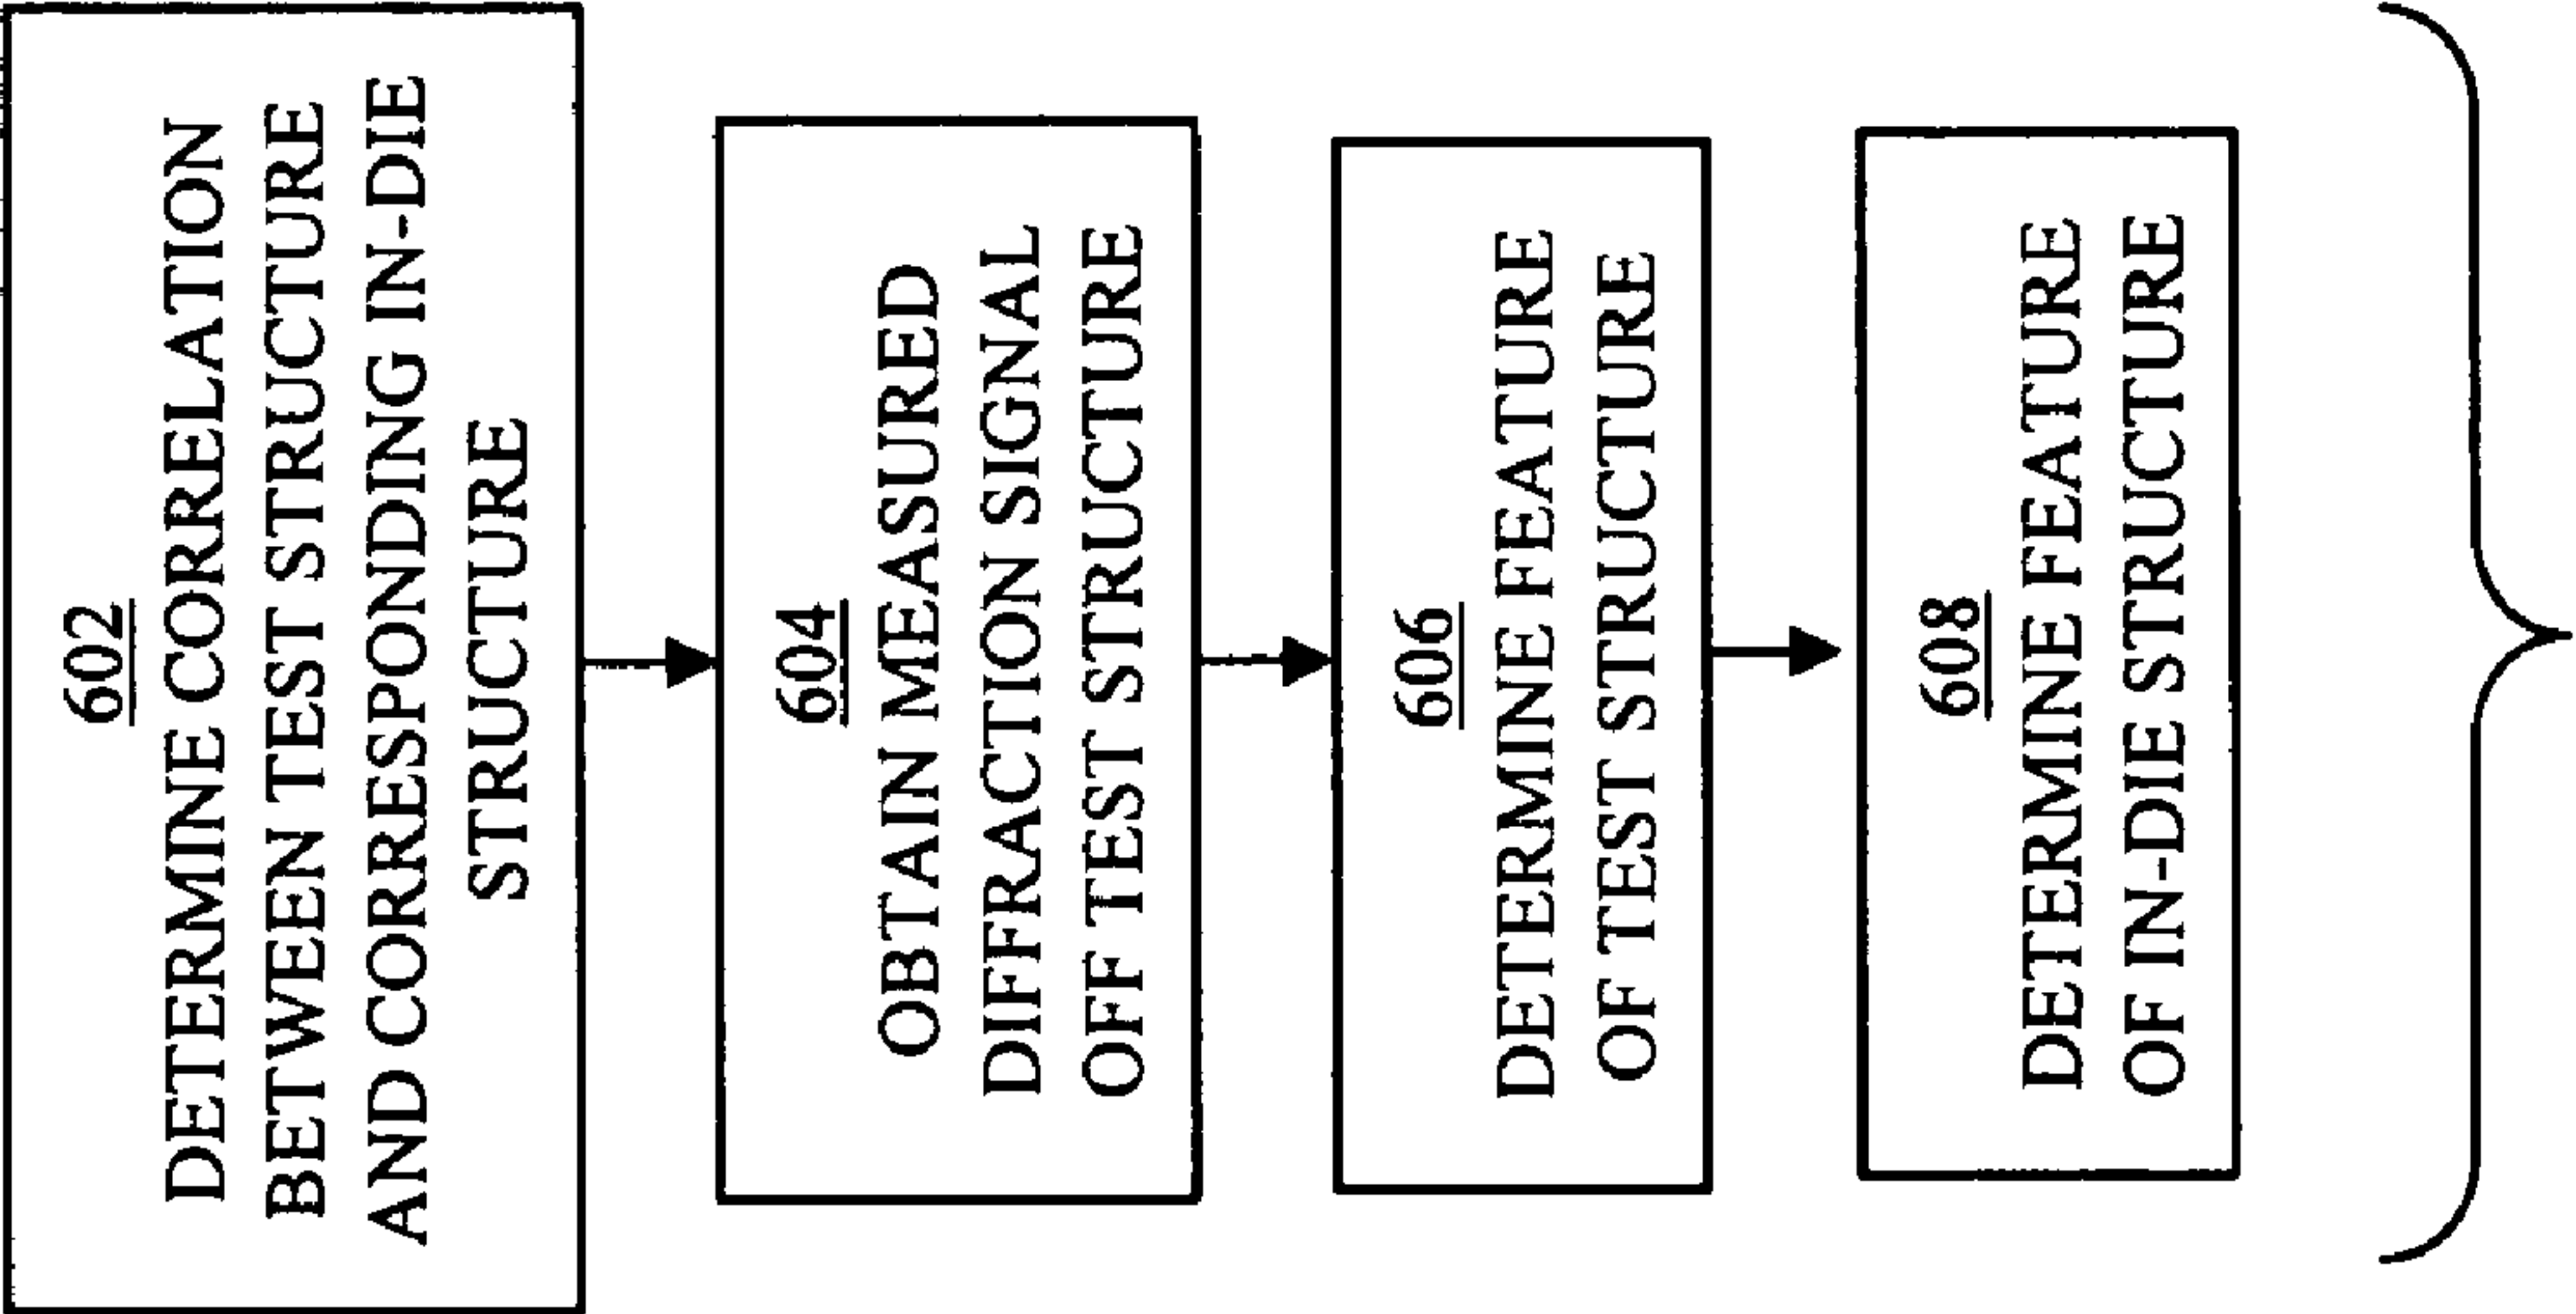 602
DETERMINE CORRELATION
BETWEEN TEST STRUCTURE
AND CORRESPONDING IN-DIE
STRUCTURE
604
OBTAIN MEASURED
DIFFRACTION SIGNAL
OFF TEST STRUCTURE
606
DETERMINE FEATURE
OF TEST STRUCTURE
608
DETERMINE FEATURE
OF IN-DIE STRUCTURE